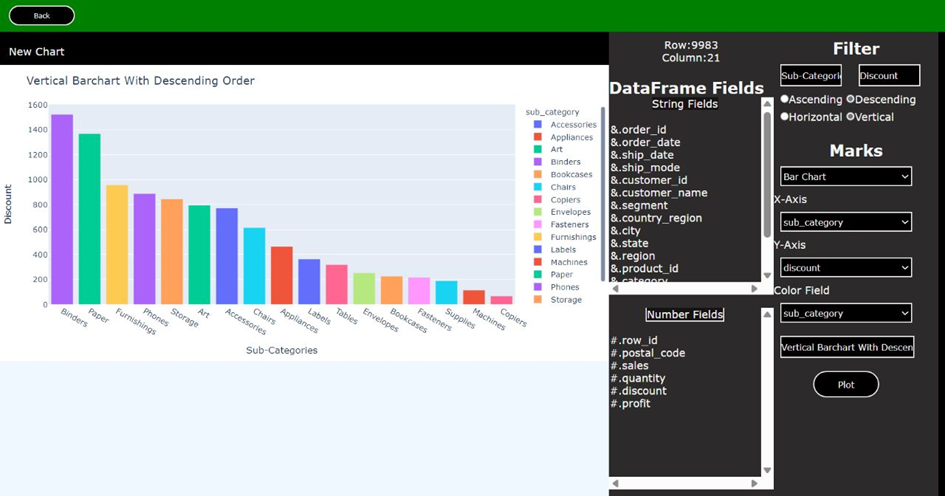 Back
New Chart
Vertical Barchart With Descending Order
1600
1400
1200
1000
800
600
400
200
0
Discount
Binders
Paper
Furnishings
Phones
Storage
Art
Accessories
Chairs
Appliances
Labels
Tables
Envelopes
Bookcases
Fasteners
Supplies
Machines
Copiers
Sub-Categories
sub_category
Accessories
Appliances
Art
Binders
Bookcases
Chairs
Copiers
Envelopes
Fasteners
Furnishings
Labels
Machines
Paper
Phones
Storage
Row:9983
Column:21
DataFrame Fields
String Fields
&.order_id
&.order_date
&.ship_date
&.ship_mode
&.customer_id
&.customer_name
&.segment
&.country_region
&.city
&.state
&.region
&.product_id
&.category
Number Fields
#.row_id
#.postal_code
#.sales
#.quantity
#.discount
#.profit
Filter
Sub-Categori
Discount
Ascending Descending
Horizontal Vertical
Marks
Bar Chart
X-Axis
sub_category
Y-Axis
discount
Color Field
sub_category
Vertical Barchart With Descen
Plot